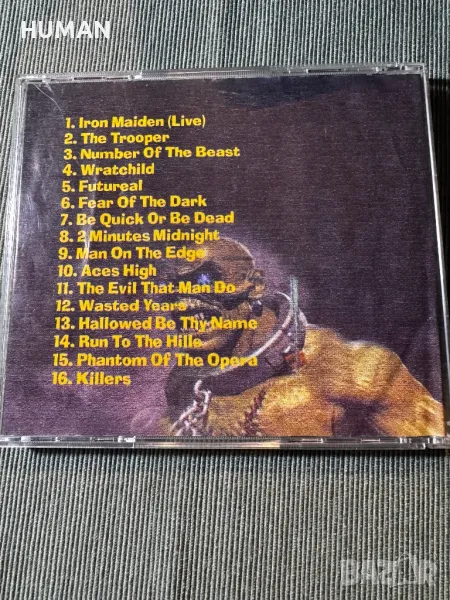 HUMAN
1. Iron Maiden (Live)
2. The Trooper
3. Number Of The Beast
4. Wratchild
5. Futureal
6. Fear Of The Dark
7. Be Quick Or Be Dead
8. 2 Minutes Midnight
9. Man On The Edge
10. Aces High
11. The Evil That Man Do
12. Wasted Years
13. Hallowed Be Thy Name
14. Run To The Hills
15. Phantom Of The Opera
16. Killers
BAZAR